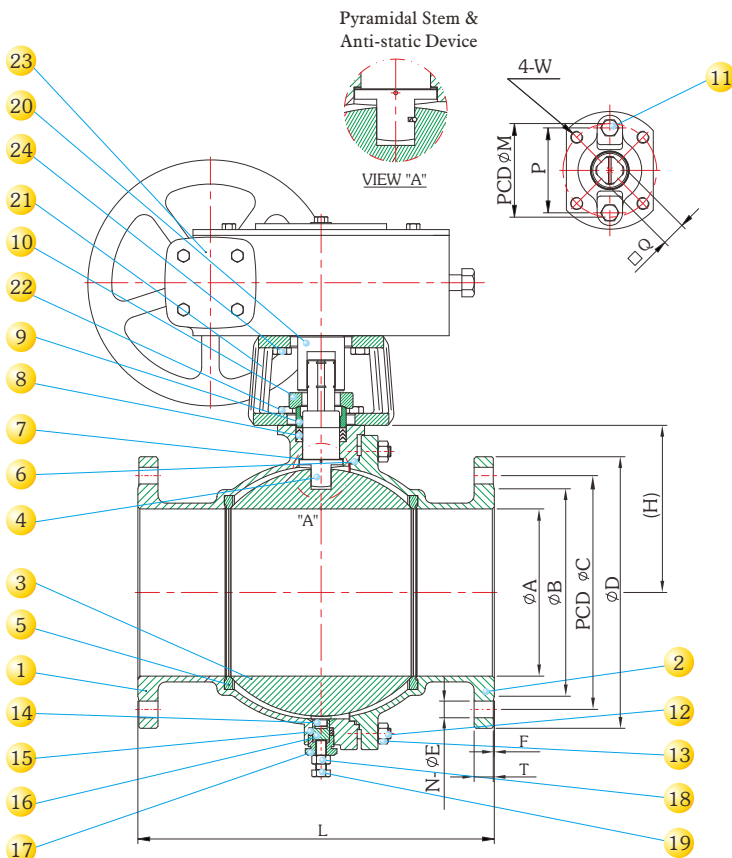 Pyramidal Stem &
Anti-static Device
VIEW "A"
4-W
11
PCD øM
P
□ Q
23
20
24
21
10
22
9
8
7
6
4
3
5
1
14
15
16
17
"A"
(H)
øA
øB
PCD øC
øD
2
12
13
18
19
N- øE
F
T
L